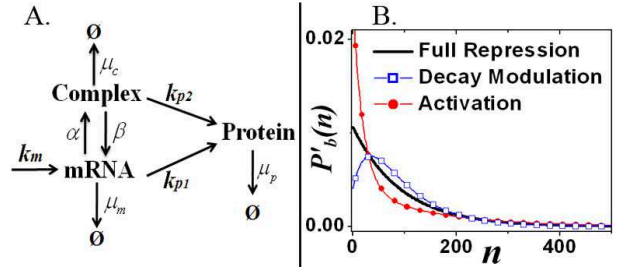 A.
Ø
μc
Complex
kp2
α
β
Protein
km
mRNA
kp1
μp
μm
Ø
Ø
B.
0.02
Full Repression
Decay Modulation
Activation
P'b(n)
0.00
0
200
400
n